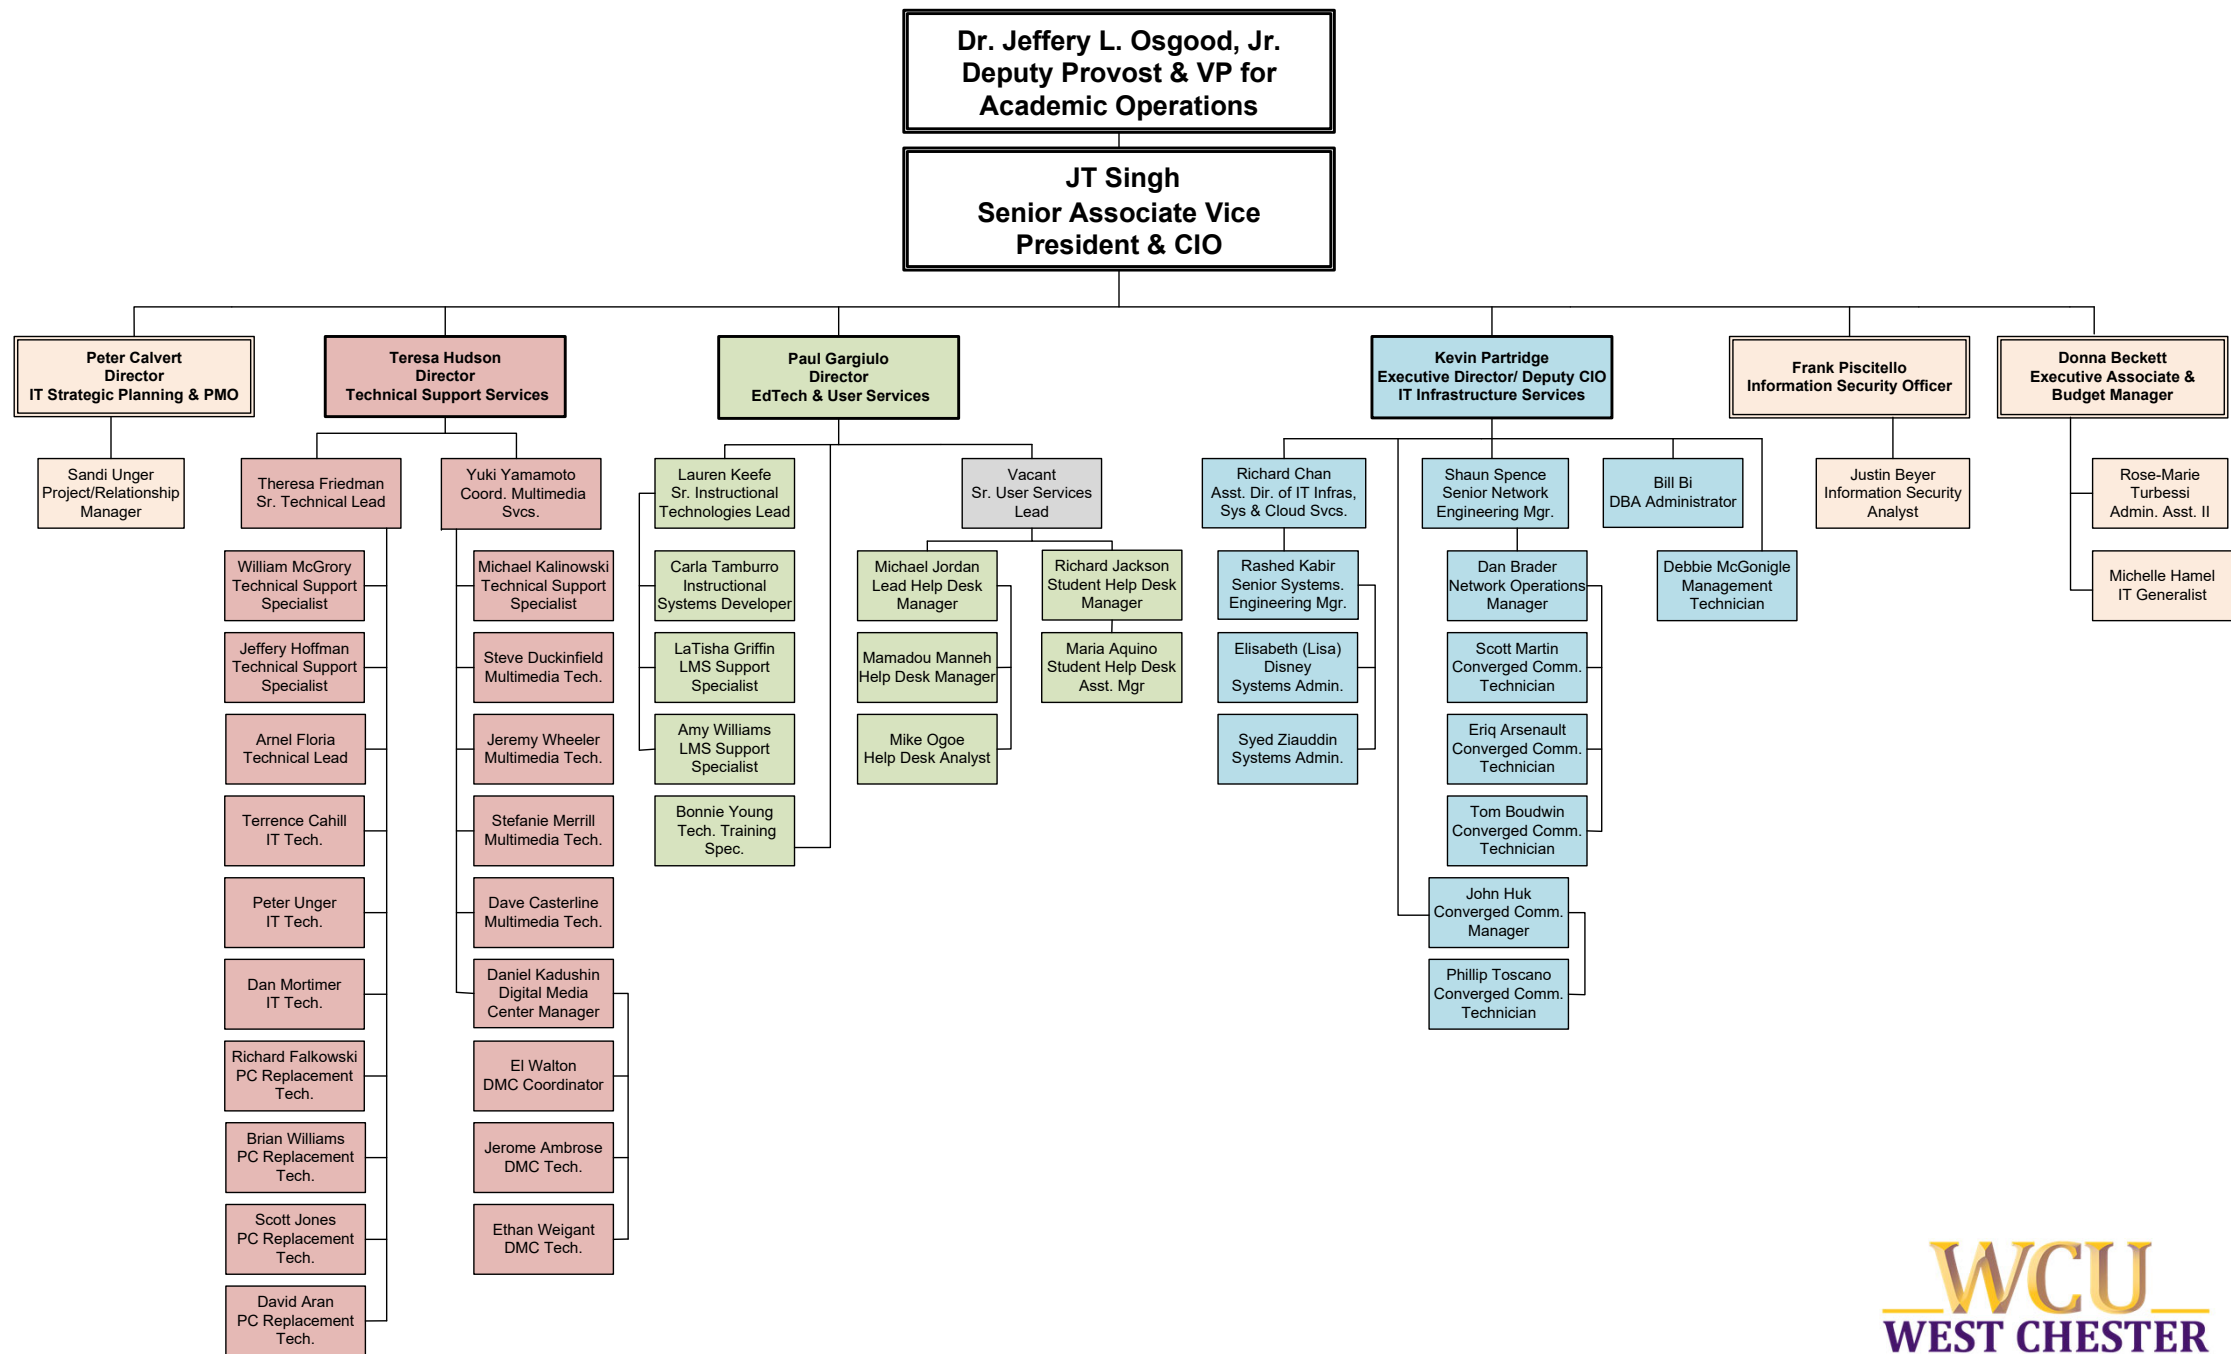 Dr. Jeffery L. Osgood, Jr.
Deputy Provost & VP for
Academic Operations
JT Singh
Senior Associate Vice
President & CIO
Peter Calvert
Director
IT Strategic Planning & PMO
Teresa Hudson
Director
Technical Support Services
Paul Gargiulo
Director
EdTech & User Services
Kevin Partridge
Executive Director/ Deputy CIO
IT Infrastructure Services
Frank Piscitello
Information Security Officer
Donna Beckett
Executive Associate &
Budget Manager
Sandi Unger
Project/Relationship
Manager
Theresa Friedman
Sr. Technical Lead
Yuki Yamamoto
Coord. Multimedia
Svcs.
Lauren Keefe
Sr. Instructional
Technologies Lead
Vacant
Sr. User Services
Lead
Richard Chan
Asst. Dir. of IT Infras,
Sys & Cloud Svcs.
Shaun Spence
Senior Network
Engineering Mgr.
Bill Bi
DBA Administrator
Justin Beyer
Information Security
Analyst
Rose-Marie
Turbessi
Admin. Asst. II
William McGrory
Technical Support
Specialist
Michael Kalinowski
Technical Support
Specialist
Carla Tamburro
Instructional
Systems Developer
Michael Jordan
Lead Help Desk
Manager
Richard Jackson
Student Help Desk
Manager
Rashed Kabir
Senior Systems.
Engineering Mgr.
Dan Brader
Network Operations
Manager
Debbie McGonigle
Management
Technician
Michelle Hamel
IT Generalist
Jeffery Hoffman
Technical Support
Specialist
Steve Duckinfield
Multimedia Tech.
LaTisha Griffin
LMS Support
Specialist
Mamadou Manneh
Help Desk Manager
Maria Aquino
Student Help Desk
Asst. Mgr
Elisabeth (Lisa)
Disney
Systems Admin.
Scott Martin
Converged Comm.
Technician
Arnel Floria
Technical Lead
Jeremy Wheeler
Multimedia Tech.
Amy Williams
LMS Support
Specialist
Mike Ogoe
Help Desk Analyst
Syed Ziauddin
Systems Admin.
Eriq Arsenault
Converged Comm.
Technician
Terrence Cahill
IT Tech.
Stefanie Merrill
Multimedia Tech.
Bonnie Young
Tech. Training
Spec.
Tom Boudwin
Converged Comm.
Technician
Peter Unger
IT Tech.
Dave Casterline
Multimedia Tech.
John Huk
Converged Comm.
Manager
Dan Mortimer
IT Tech.
Daniel Kadushin
Digital Media
Center Manager
Phillip Toscano
Converged Comm.
Technician
Richard Falkowski
PC Replacement
Tech.
El Walton
DMC Coordinator
Brian Williams
PC Replacement
Tech.
Jerome Ambrose
DMC Tech.
Scott Jones
PC Replacement
Tech.
Ethan Weigant
DMC Tech.
David Aran
PC Replacement
Tech.
WCU
WEST CHESTER